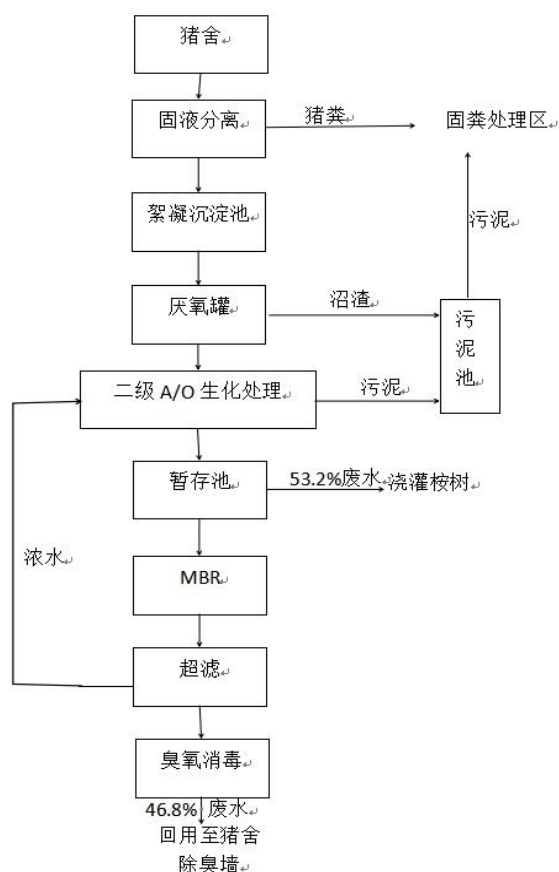 猪舍
固液分离
猪粪
固粪处理区
絮凝沉淀池
污泥
厌氧罐
沼渣
污
泥
池
二级 A/O 生化处理
污泥
暂存池
53.2%废水
浇灌桉树
浓水
MBR
超滤
臭氧消毒
46.8% 废水
回用至猪舍
除臭墙